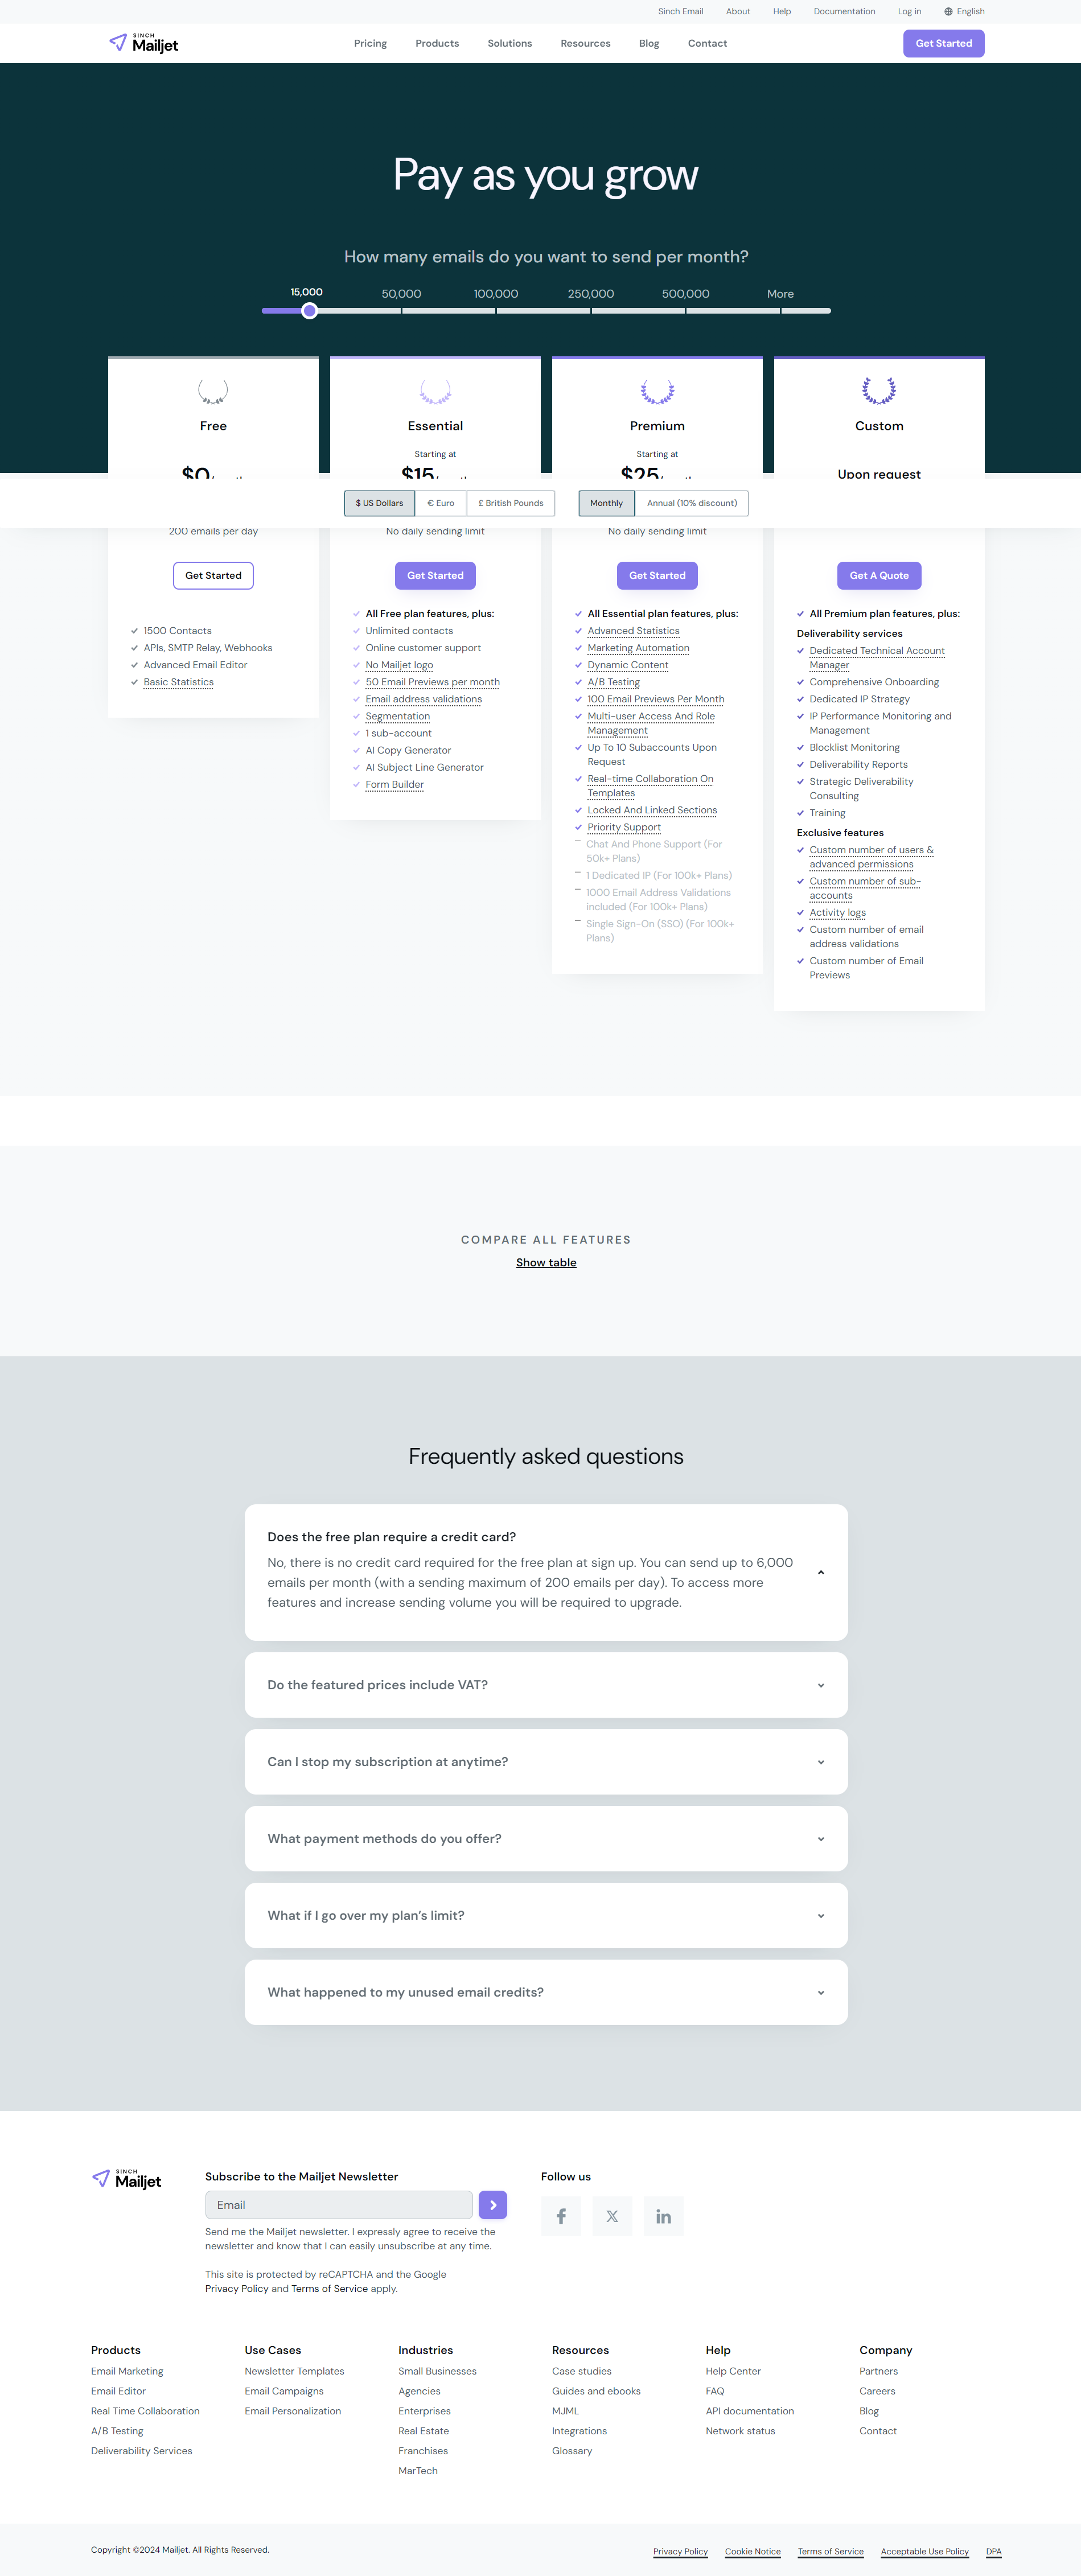 Sinch Email About Help Documentation Log in English
SINCH
Mailjet
Pricing Products Solutions Resources Blog Contact
Get Started
Pay as you grow
How many emails do you want to send per month?
15,000 50,000 100,000 250,000 500,000 More
Free
$0
200 emails per day
Get Started
1500 Contacts
APIs, SMTP Relay, Webhooks
Advanced Email Editor
Basic Statistics
Essential
Starting at
$15
No daily sending limit
Get Started
All Free plan features, plus:
Unlimited contacts
Online customer support
No Mailjet logo
50 Email Previews per month
Email address validations
Segmentation
1 sub-account
AI Copy Generator
AI Subject Line Generator
Form Builder
Premium
Starting at
$25
No daily sending limit
Get Started
All Essential plan features, plus:
Advanced Statistics
Marketing Automation
Dynamic Content
A/B Testing
100 Email Previews Per Month
Multi-user Access And Role
Management
Up To 10 Subaccounts Upon
Request
Real-time Collaboration On
Templates
Locked And Linked Sections
Priority Support
Chat And Phone Support (For
50k+ Plans)
1 Dedicated IP (For 100k+ Plans)
1000 Email Address Validations
included (For 100k+ Plans)
Single Sign-On (SSO) (For 100k+
Plans)
Custom
Upon request
Get A Quote
All Premium plan features, plus:
Deliverability services
Dedicated Technical Account
Manager
Comprehensive Onboarding
Dedicated IP Strategy
IP Performance Monitoring and
Management
Blocklist Monitoring
Deliverability Reports
Strategic Deliverability
Consulting
Training
Exclusive features
Custom number of users &
advanced permissions
Custom number of sub-
accounts
Activity logs
Custom number of email
address validations
Custom number of Email
Previews
$ US Dollars € Euro £ British Pounds Monthly Annual (10% discount)
COMPARE ALL FEATURES
Show table
Frequently asked questions
Does the free plan require a credit card?
No, there is no credit card required for the free plan at sign up. You can send up to 6,000
emails per month (with a sending maximum of 200 emails per day). To access more
features and increase sending volume you will be required to upgrade.
Do the featured prices include VAT?
Can I stop my subscription at anytime?
What payment methods do you offer?
What if I go over my plan’s limit?
What happened to my unused email credits?
SINCH
Mailjet
Subscribe to the Mailjet Newsletter
Email
Send me the Mailjet newsletter. I expressly agree to receive the
newsletter and know that I can easily unsubscribe at any time.
This site is protected by reCAPTCHA and the Google
Privacy Policy and Terms of Service apply.
Follow us
Products
Email Marketing
Email Editor
Real Time Collaboration
A/B Testing
Deliverability Services
Use Cases
Newsletter Templates
Email Campaigns
Email Personalization
Industries
Small Businesses
Agencies
Enterprises
Real Estate
Franchises
MarTech
Resources
Case studies
Guides and ebooks
MJML
Integrations
Glossary
Help
Help Center
FAQ
API documentation
Network status
Company
Partners
Careers
Blog
Contact
Copyright ©2024 Mailjet. All Rights Reserved.
Privacy Policy Cookie Notice Terms of Service Acceptable Use Policy DPA